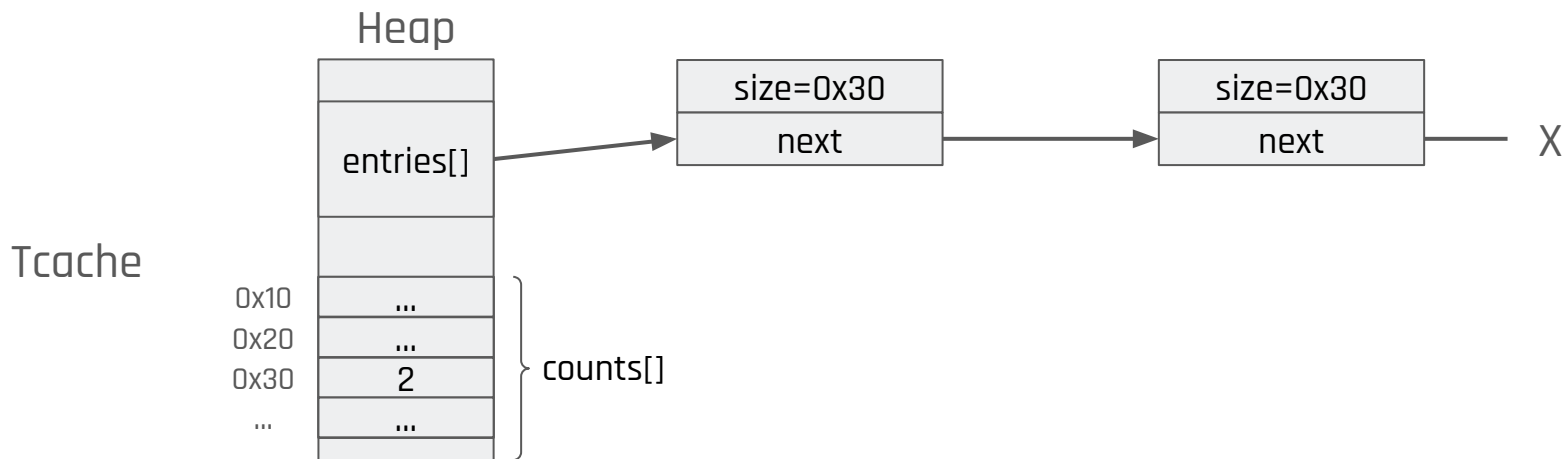 Heap
size=0x30
size=0x30
entries[]
next
next
X
Tcache
0x10
...
0x20
...
0x30
2
counts[]
...
...